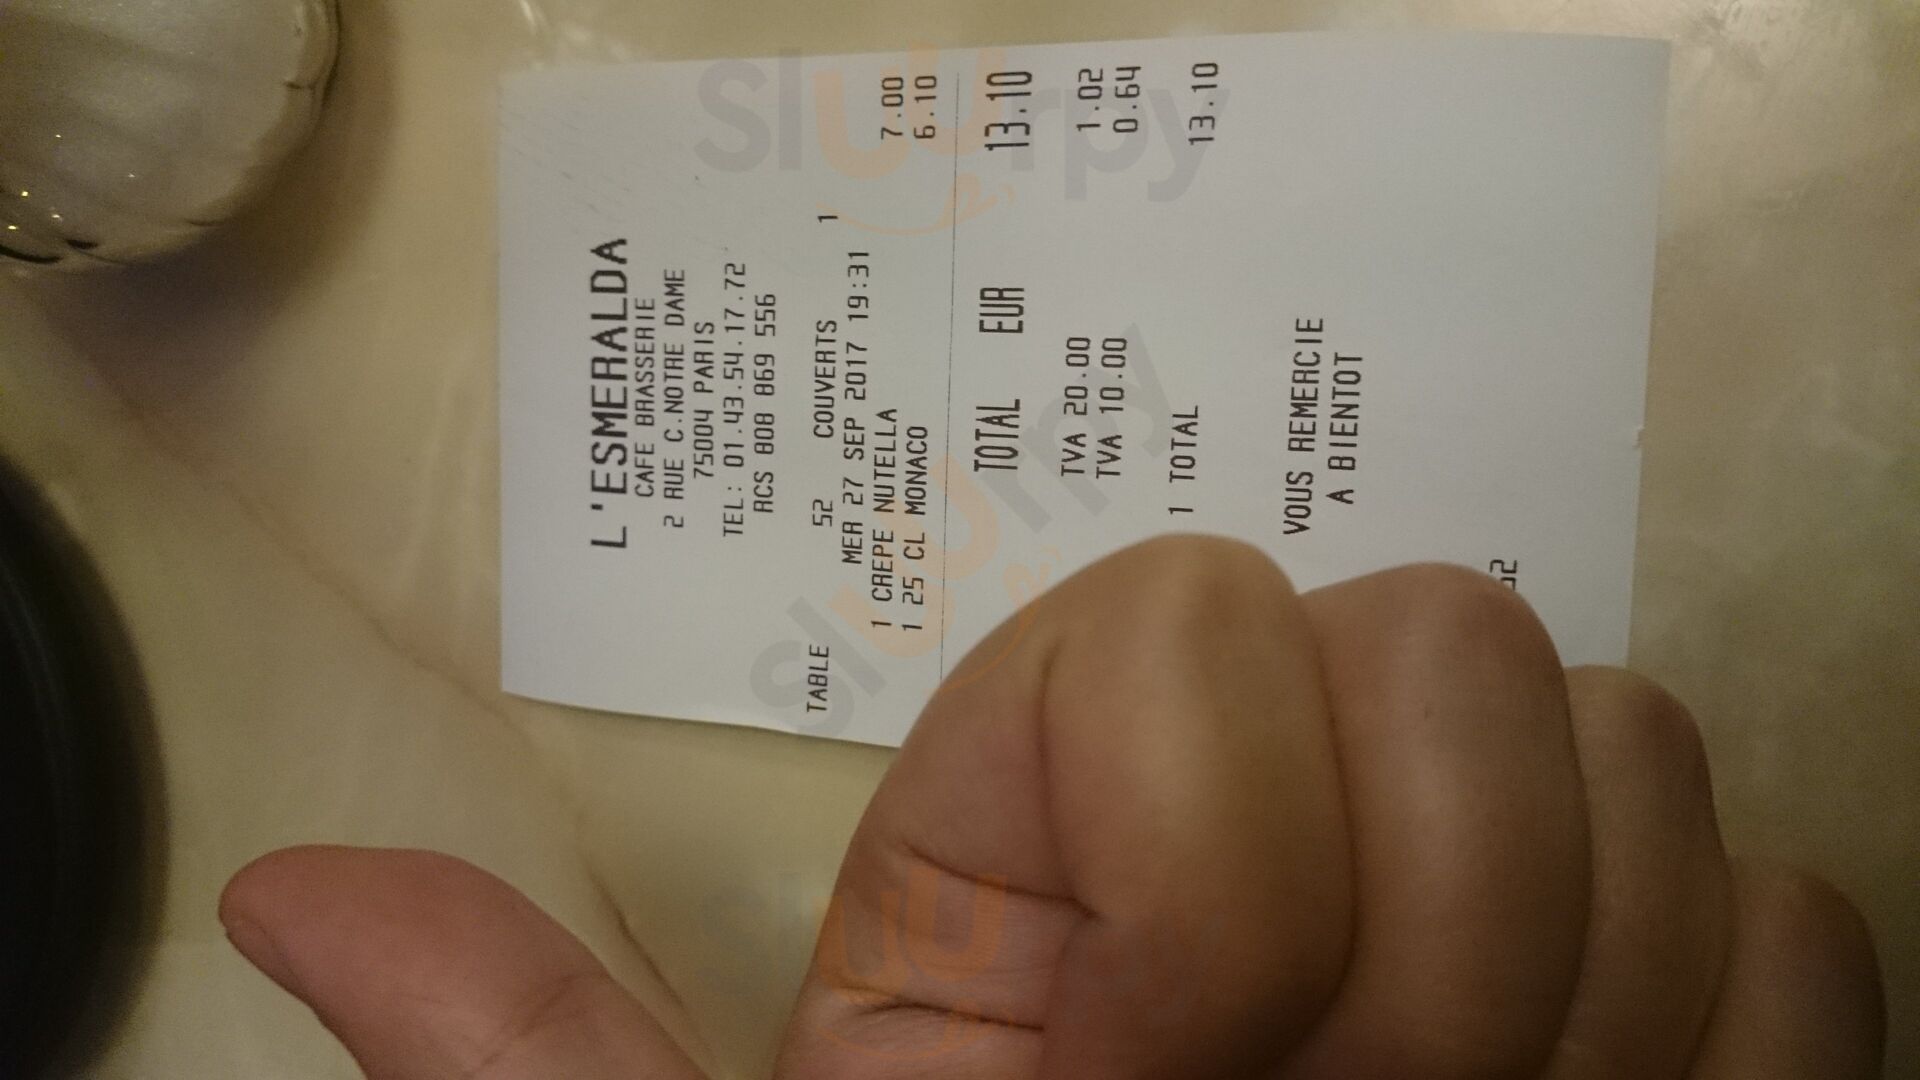 L'ESMERALDA
CAFE BRASSERIE
2 RUE C.NOTRE DAME
75004 PARIS
TEL: 01.43.54.17.72
RCS 808 869 556
TABLE 52 COUVERTS 1
MER 27 SEP 2017 19:31
1 CREPE NUTELLA 7.00
1 25 CL MONACO 6.10
TOTAL EUR 13.10
TVA 20.00 1.02
TVA 10.00 0.64
1 TOTAL 13.10
VOUS REMERCIE
A BIENTOT
sluurpy
sluurpy
sluurpy